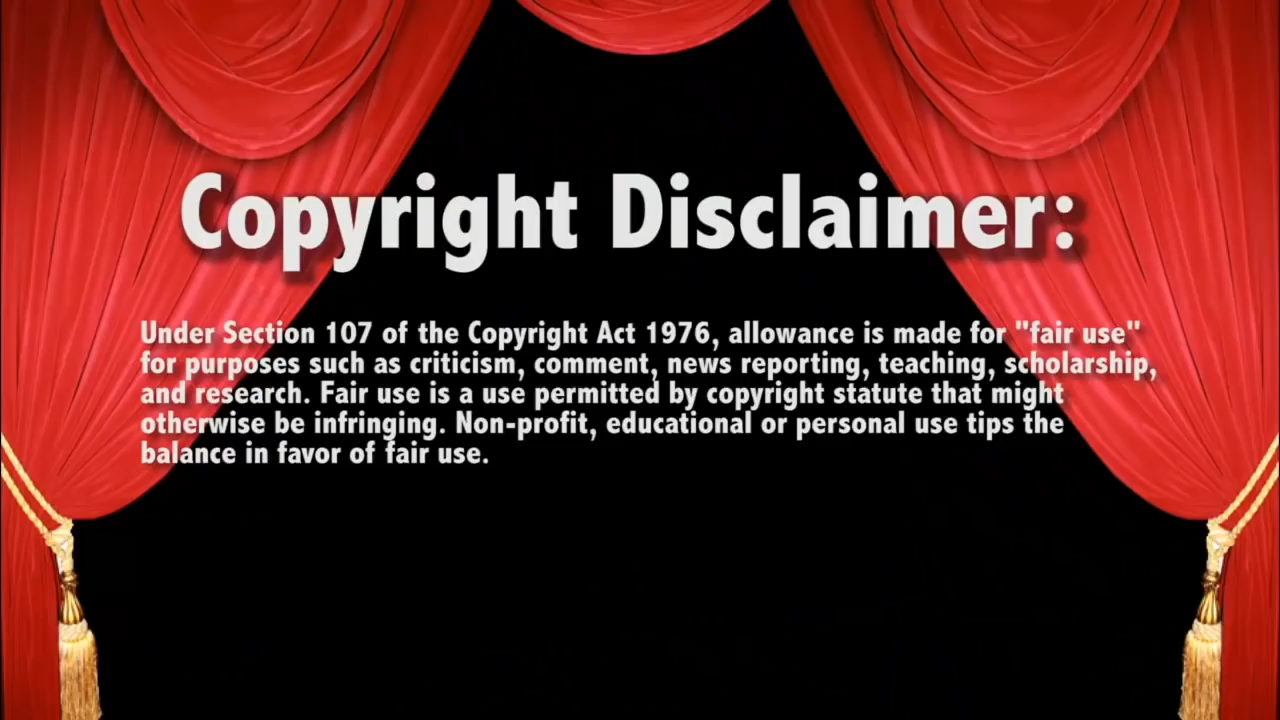 Copyright Disclaimer:
Under Section 107 of the Copyright Act 1976, allowance is made for "fair use"
for purposes such as criticism, comment, news reporting, teaching, scholarship,
and research. Fair use is a use permitted by copyright statute that might
otherwise be infringing. Non-profit, educational or personal use tips the
balance in favor of fair use.